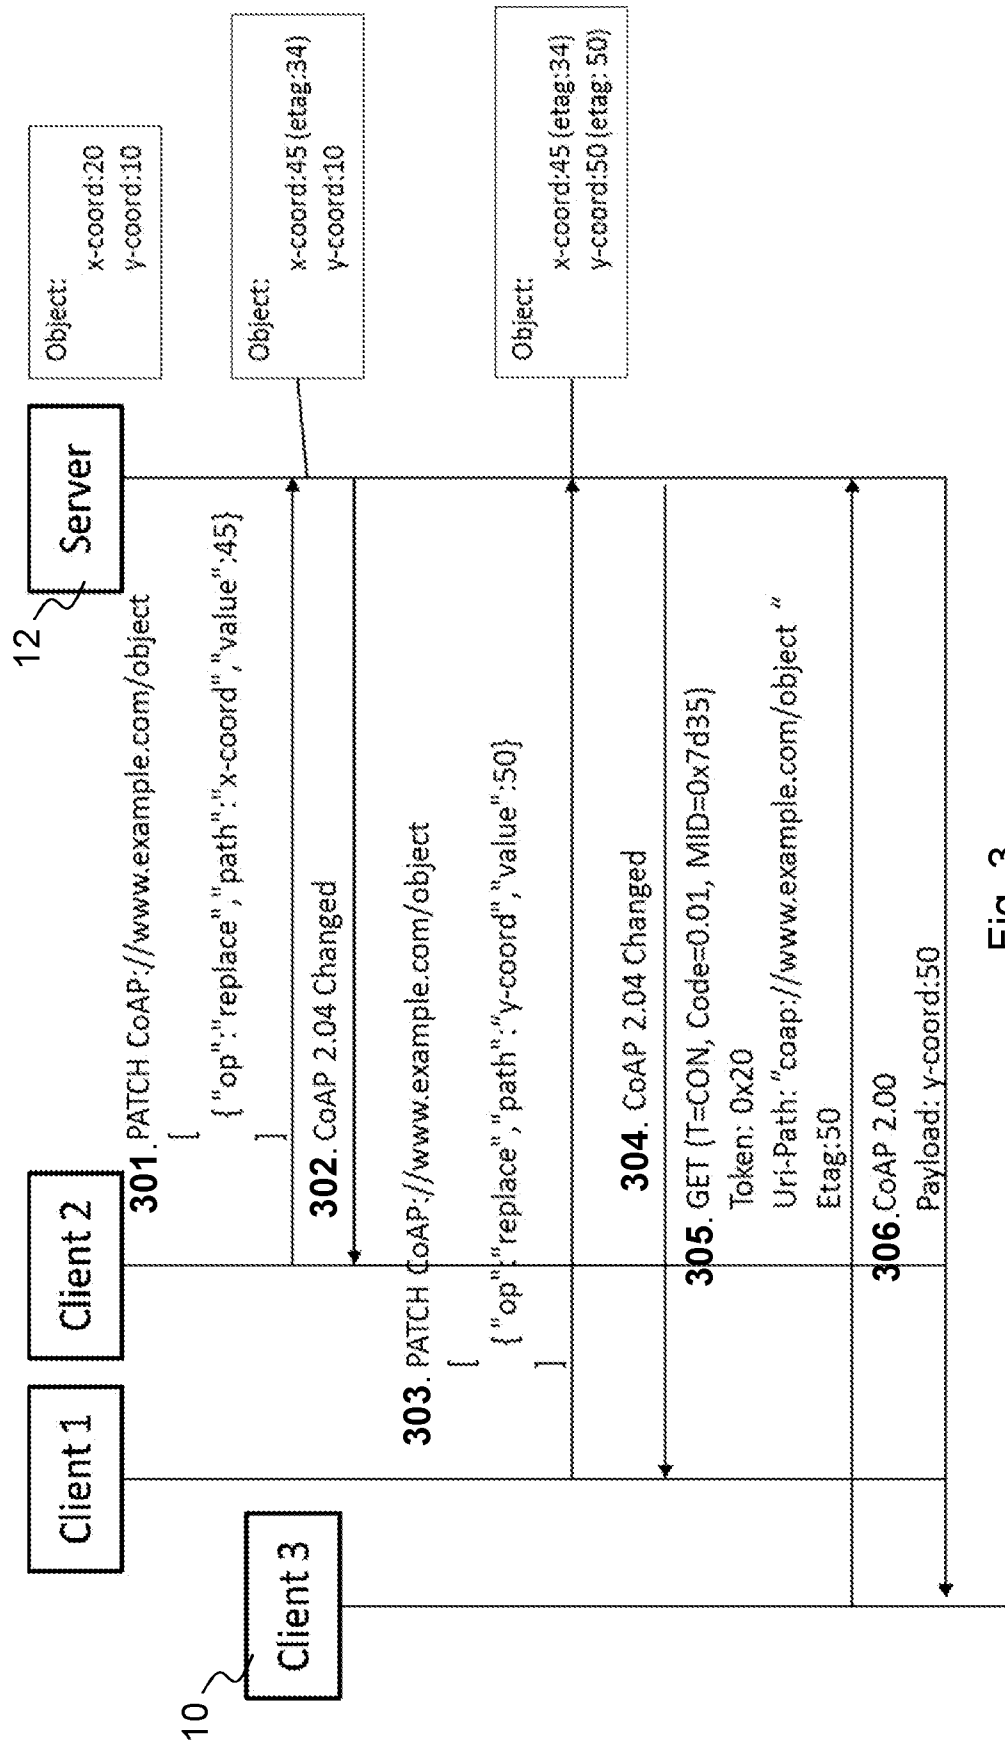 10
Client 3
Client 1
Client 2
12
Server
Object:
x-coord:20
y-coord:10
301. PATCH CoAP://www.example.com/object
[
{ "op":"replace","path":"x-coord","value":45}
]
Object:
x-coord:45 (etag:34)
y-coord:10
302. CoAP 2.04 Changed
303. PATCH CoAP://www.example.com/object
[
{ "op":"replace","path":"y-coord","value":50}
]
Object:
x-coord:45 (etag:34)
y-coord:50 (etag: 50)
304. CoAP 2.04 Changed
305. GET (T=CON, Code=0.01, MID=0x7d35)
Token: 0x20
Uri-Path: "coap://www.example.com/object "
Etag:50
306. CoAP 2.00
Payload: y-coord:50
Fig. 3